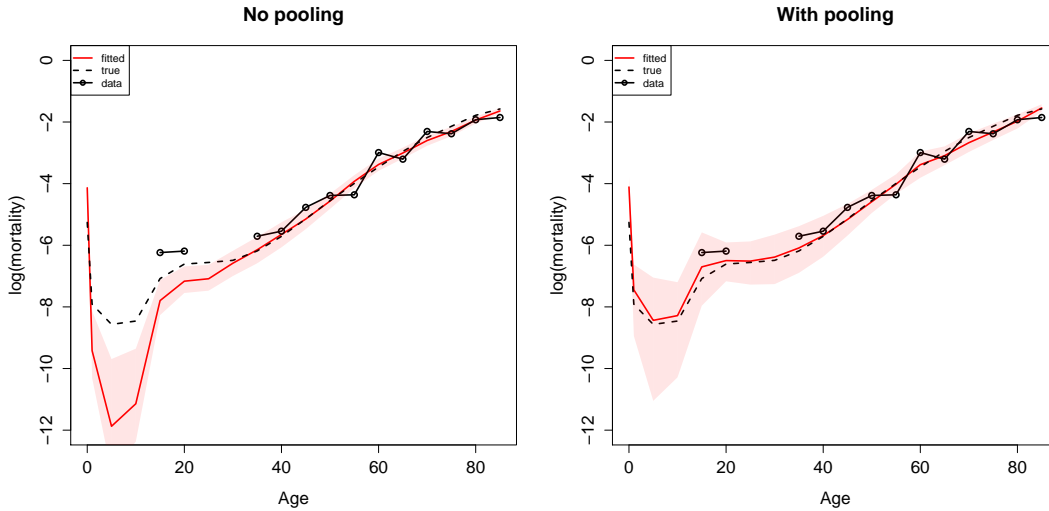 No pooling
fitted
true
data
log(mortality)
0
−2
−4
−6
−8
−10
−12
0 20 40 60 80
Age
With pooling
fitted
true
data
log(mortality)
0
−2
−4
−6
−8
−10
−12
0 20 40 60 80
Age